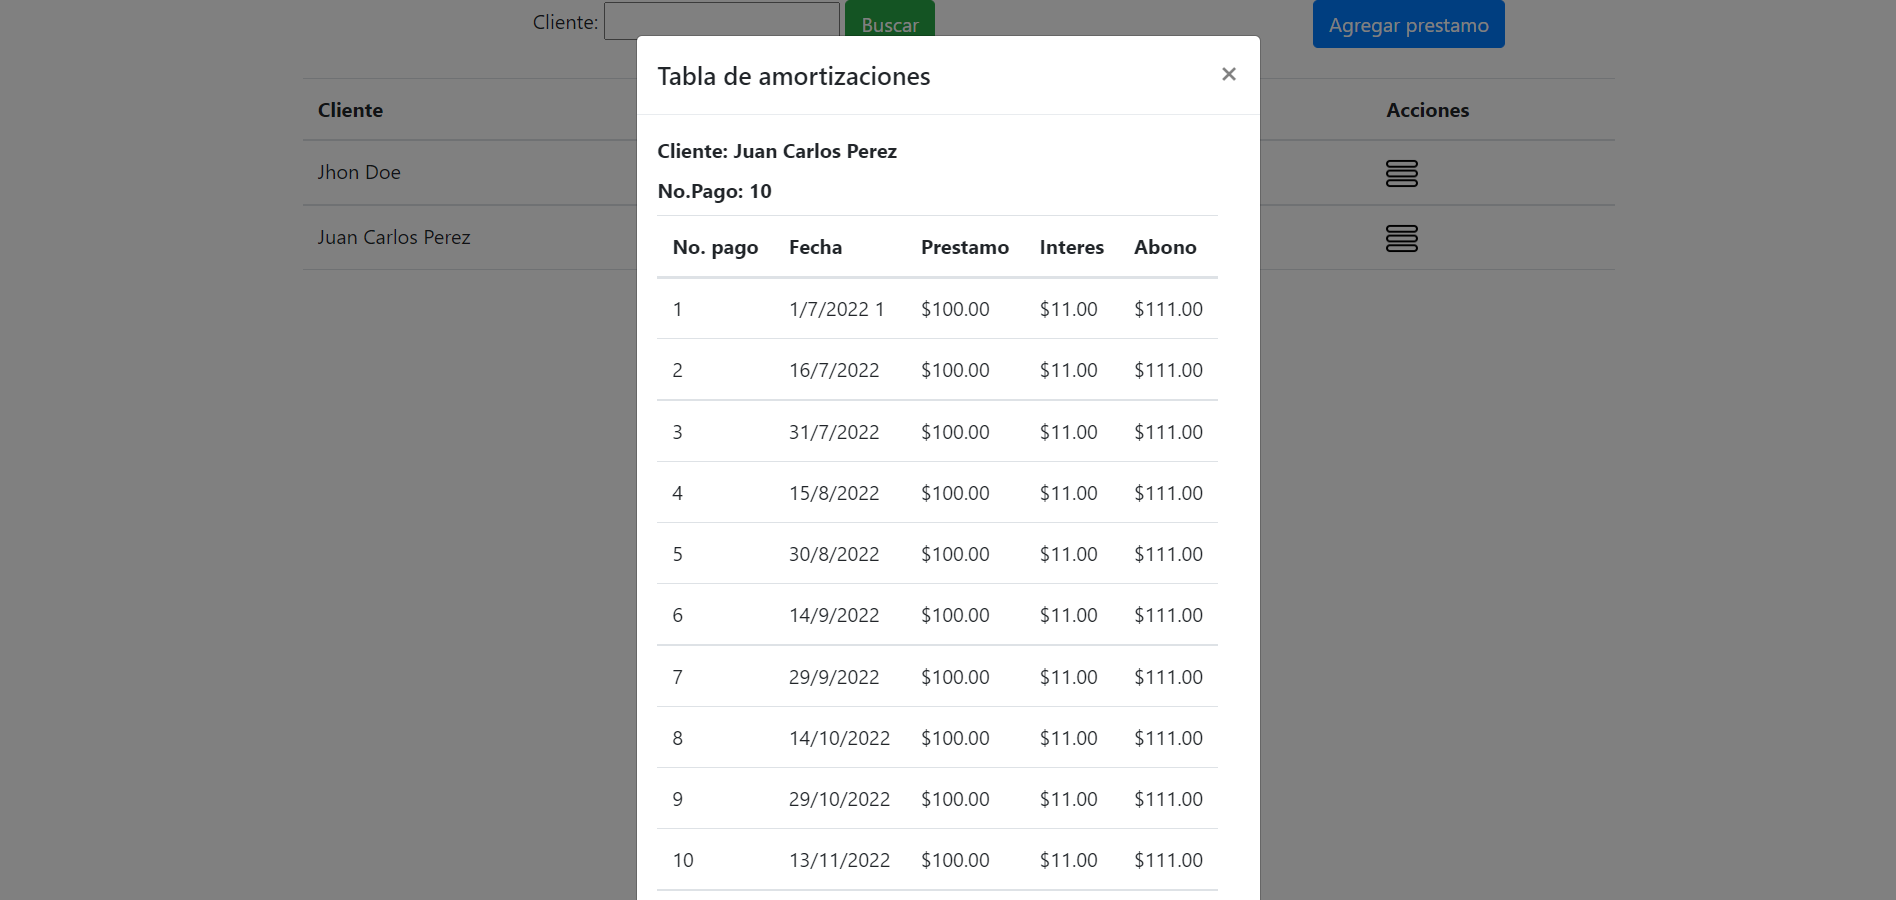 Cliente: Buscar Agregar prestamo
Tabla de amortizaciones ×
Cliente Acciones
Jhon Doe
Juan Carlos Perez
Cliente: Juan Carlos Perez
No.Pago: 10
No. pago Fecha Prestamo Interes Abono
1 1/7/2022 1 $100.00 $11.00 $111.00
2 16/7/2022 $100.00 $11.00 $111.00
3 31/7/2022 $100.00 $11.00 $111.00
4 15/8/2022 $100.00 $11.00 $111.00
5 30/8/2022 $100.00 $11.00 $111.00
6 14/9/2022 $100.00 $11.00 $111.00
7 29/9/2022 $100.00 $11.00 $111.00
8 14/10/2022 $100.00 $11.00 $111.00
9 29/10/2022 $100.00 $11.00 $111.00
10 13/11/2022 $100.00 $11.00 $111.00